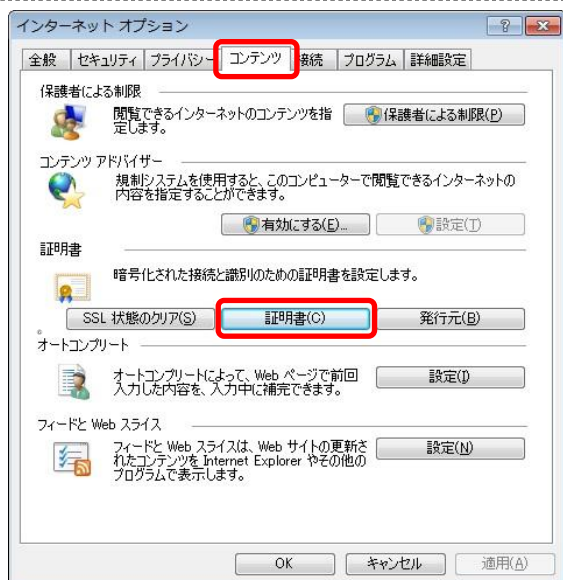 インターネット オプション
全般 セキュリティ プライバシー コンテンツ 接続 プログラム 詳細設定
保護者による制限
閲覧できるインターネットのコンテンツを指
定します。
保護者による制限(P)
コンテンツ アドバイザー
規制システムを使用すると、このコンピューターで閲覧できるインターネットの
内容を指定することができます。
有効にする(E)... 設定(T)
証明書
暗号化された接続と識別のための証明書を設定します。
SSL 状態のクリア(S) 証明書(C) 発行元(B)
オートコンプリート
オートコンプリートによって、Web ページで前回
入力した内容を、入力中に補完できます。
設定(I)
フィードと Web スライス
フィードと Web スライスは、Web サイトの更新さ
れたコンテンツを Internet Explorer やその他の
プログラムで表示します。
設定(N)
OK キャンセル 適用(A)